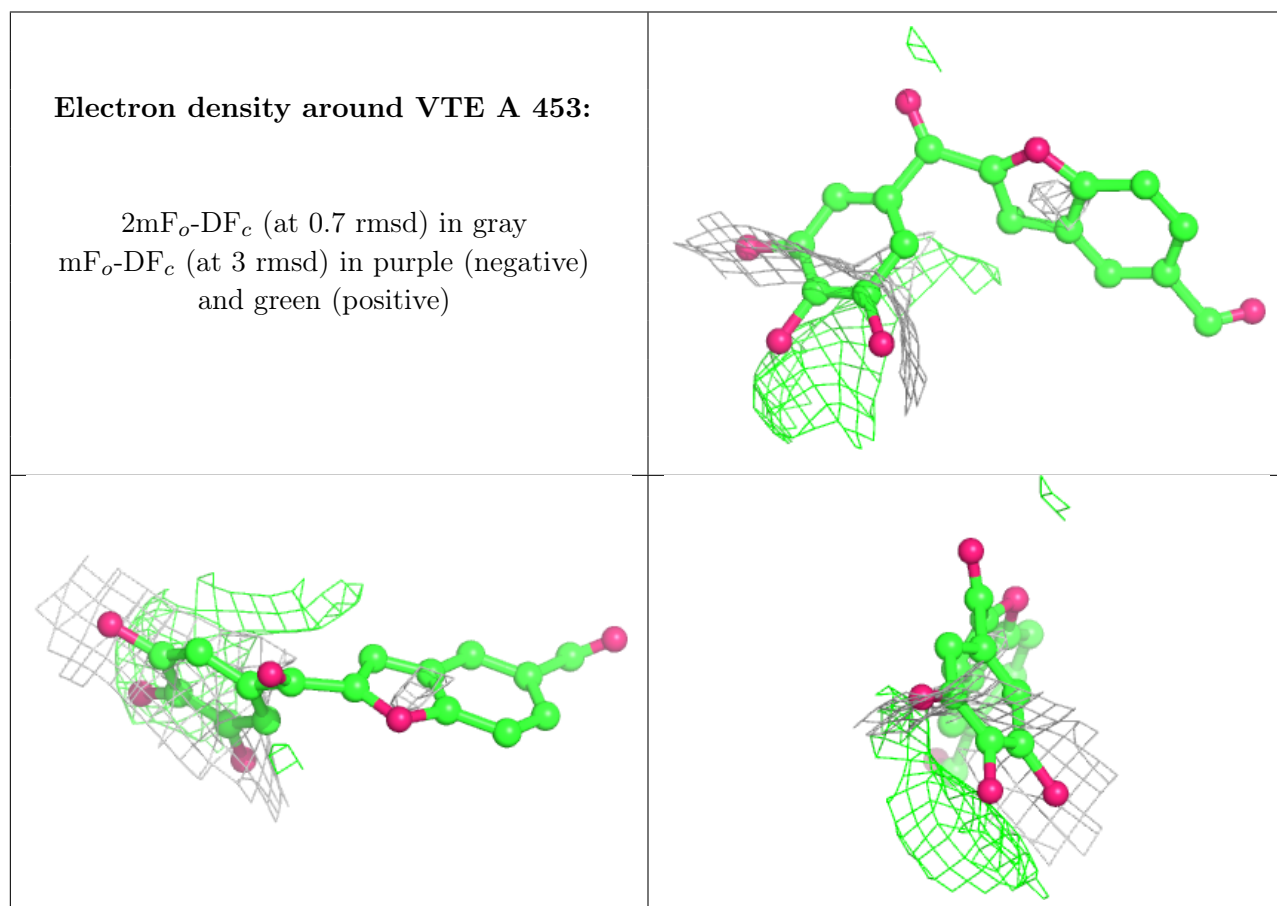 Electron density around VTE A 453:
2mFo-DFc (at 0.7 rmsd) in gray
mFo-DFc (at 3 rmsd) in purple (negative)
and green (positive)